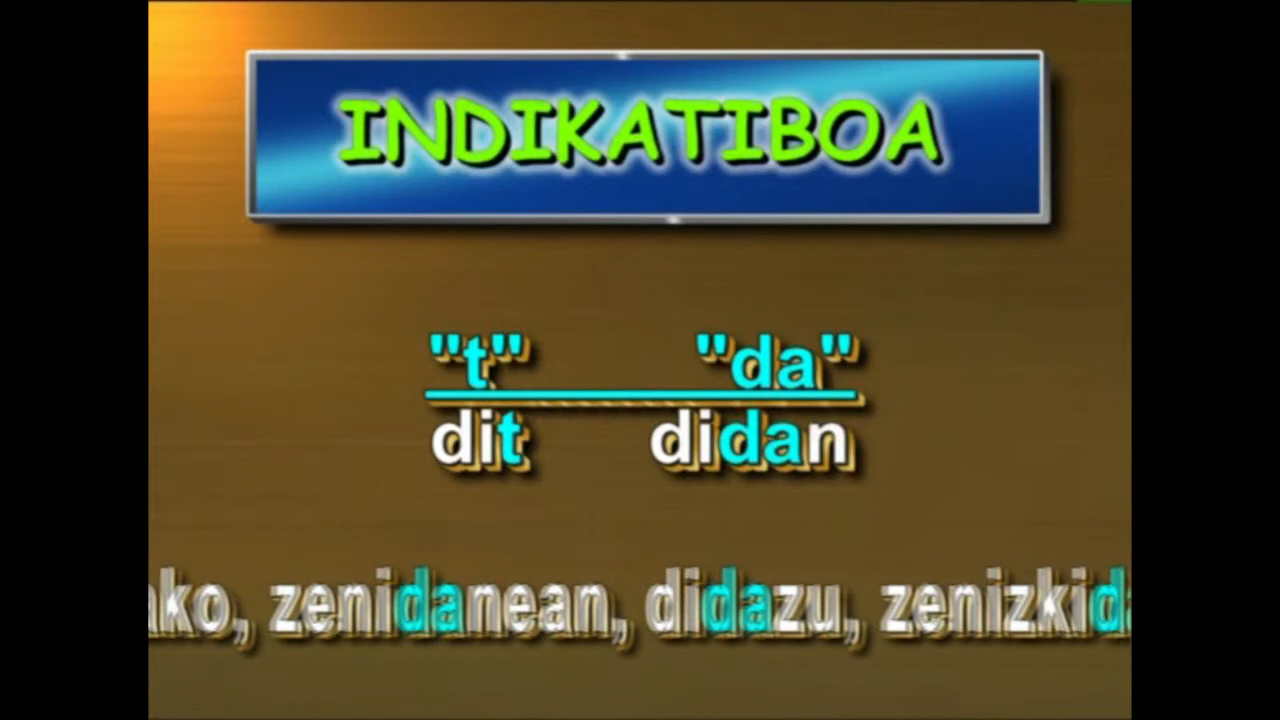 INDIKATIBOA
"t" "da"
dit didan
zenidanean, didazu,